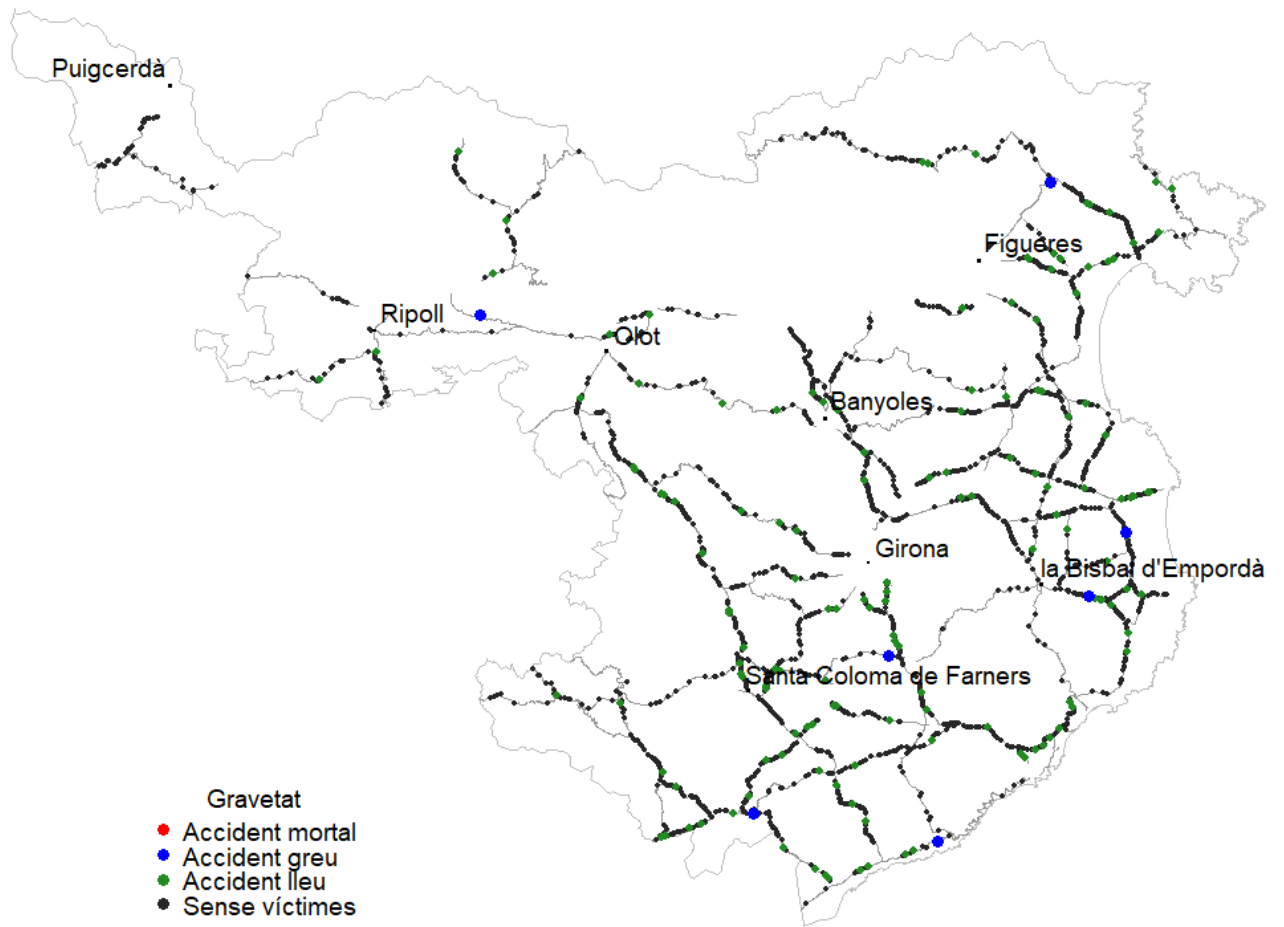 Puigcerdà
Figueres
Ripoll
Olot
Banyoles
Girona
la Bisbal d'Empordà
Santa Coloma de Farners
Gravetat
Accident mortal
Accident greu
Accident lleu
Sense víctimes